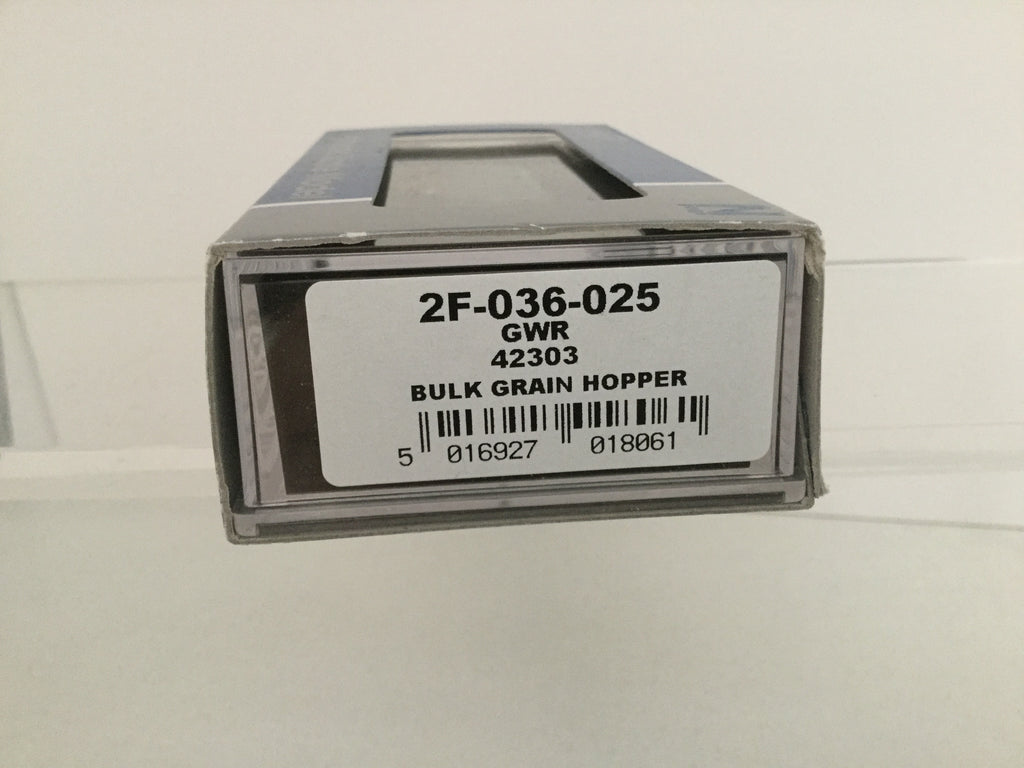 2F-036-025
GWR
42303
BULK GRAIN HOPPER
5 016927 018061